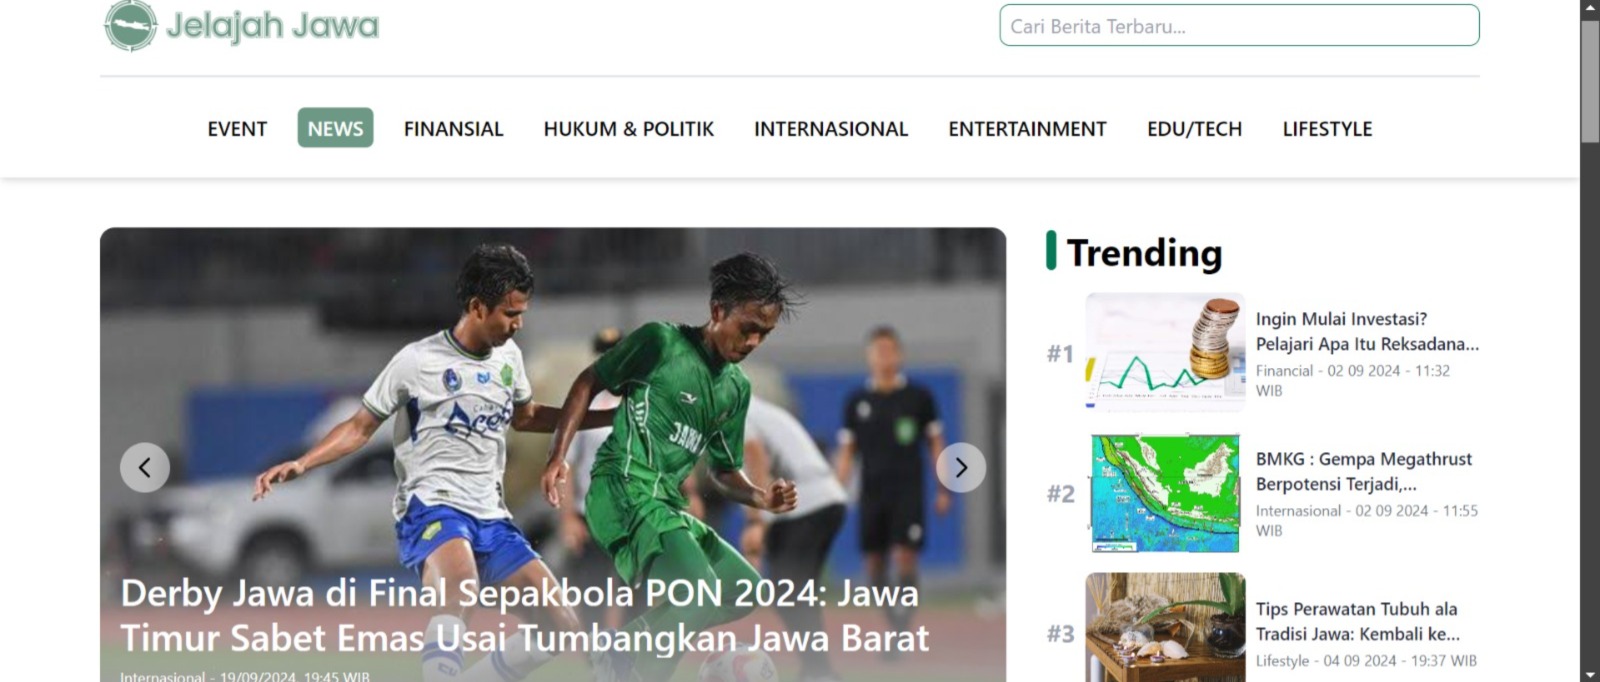 Jelajah Jawa
Cari Berita Terbaru...
EVENT
NEWS
FINANSIAL
HUKUM & POLITIK
INTERNASIONAL
ENTERTAINMENT
EDU/TECH
LIFESTYLE
JAWA
Derby Jawa di Final Sepakbola PON 2024: Jawa
Timur Sabet Emas Usai Tumbangkan Jawa Barat
Internasional - 19/09/2024, 19:45 WIB
Trending
#1
Ingin Mulai Investasi?
Pelajari Apa Itu Reksadana...
Financial - 02 09 2024 - 11:32
WIB
#2
BMKG : Gempa Megathrust
Berpotensi Terjadi,...
Internasional - 02 09 2024 - 11:55
WIB
#3
Tips Perawatan Tubuh ala
Tradisi Jawa: Kembali ke...
Lifestyle - 04 09 2024 - 19:37 WIB